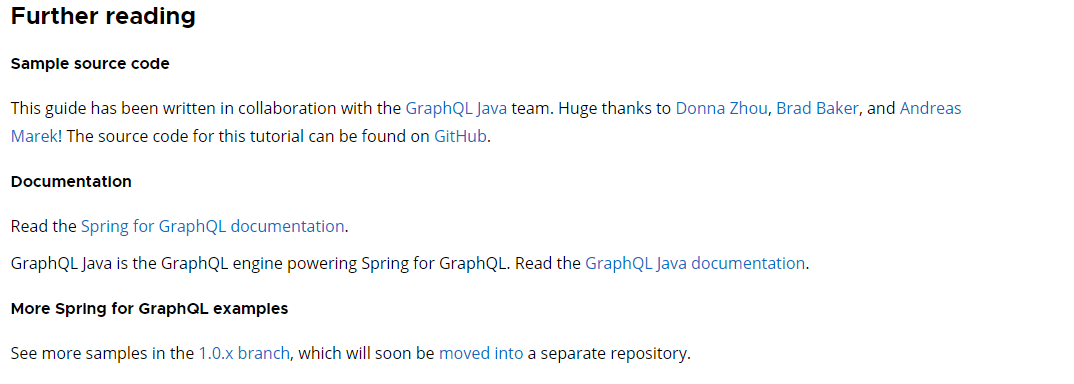 Further reading
Sample source code
This guide has been written in collaboration with the GraphQL Java team. Huge thanks to Donna Zhou, Brad Baker, and Andreas
Marek! The source code for this tutorial can be found on GitHub.
Documentation
Read the Spring for GraphQL documentation.
GraphQL Java is the GraphQL engine powering Spring for GraphQL. Read the GraphQL Java documentation.
More Spring for GraphQL examples
See more samples in the 1.0.x branch, which will soon be moved into a separate repository.